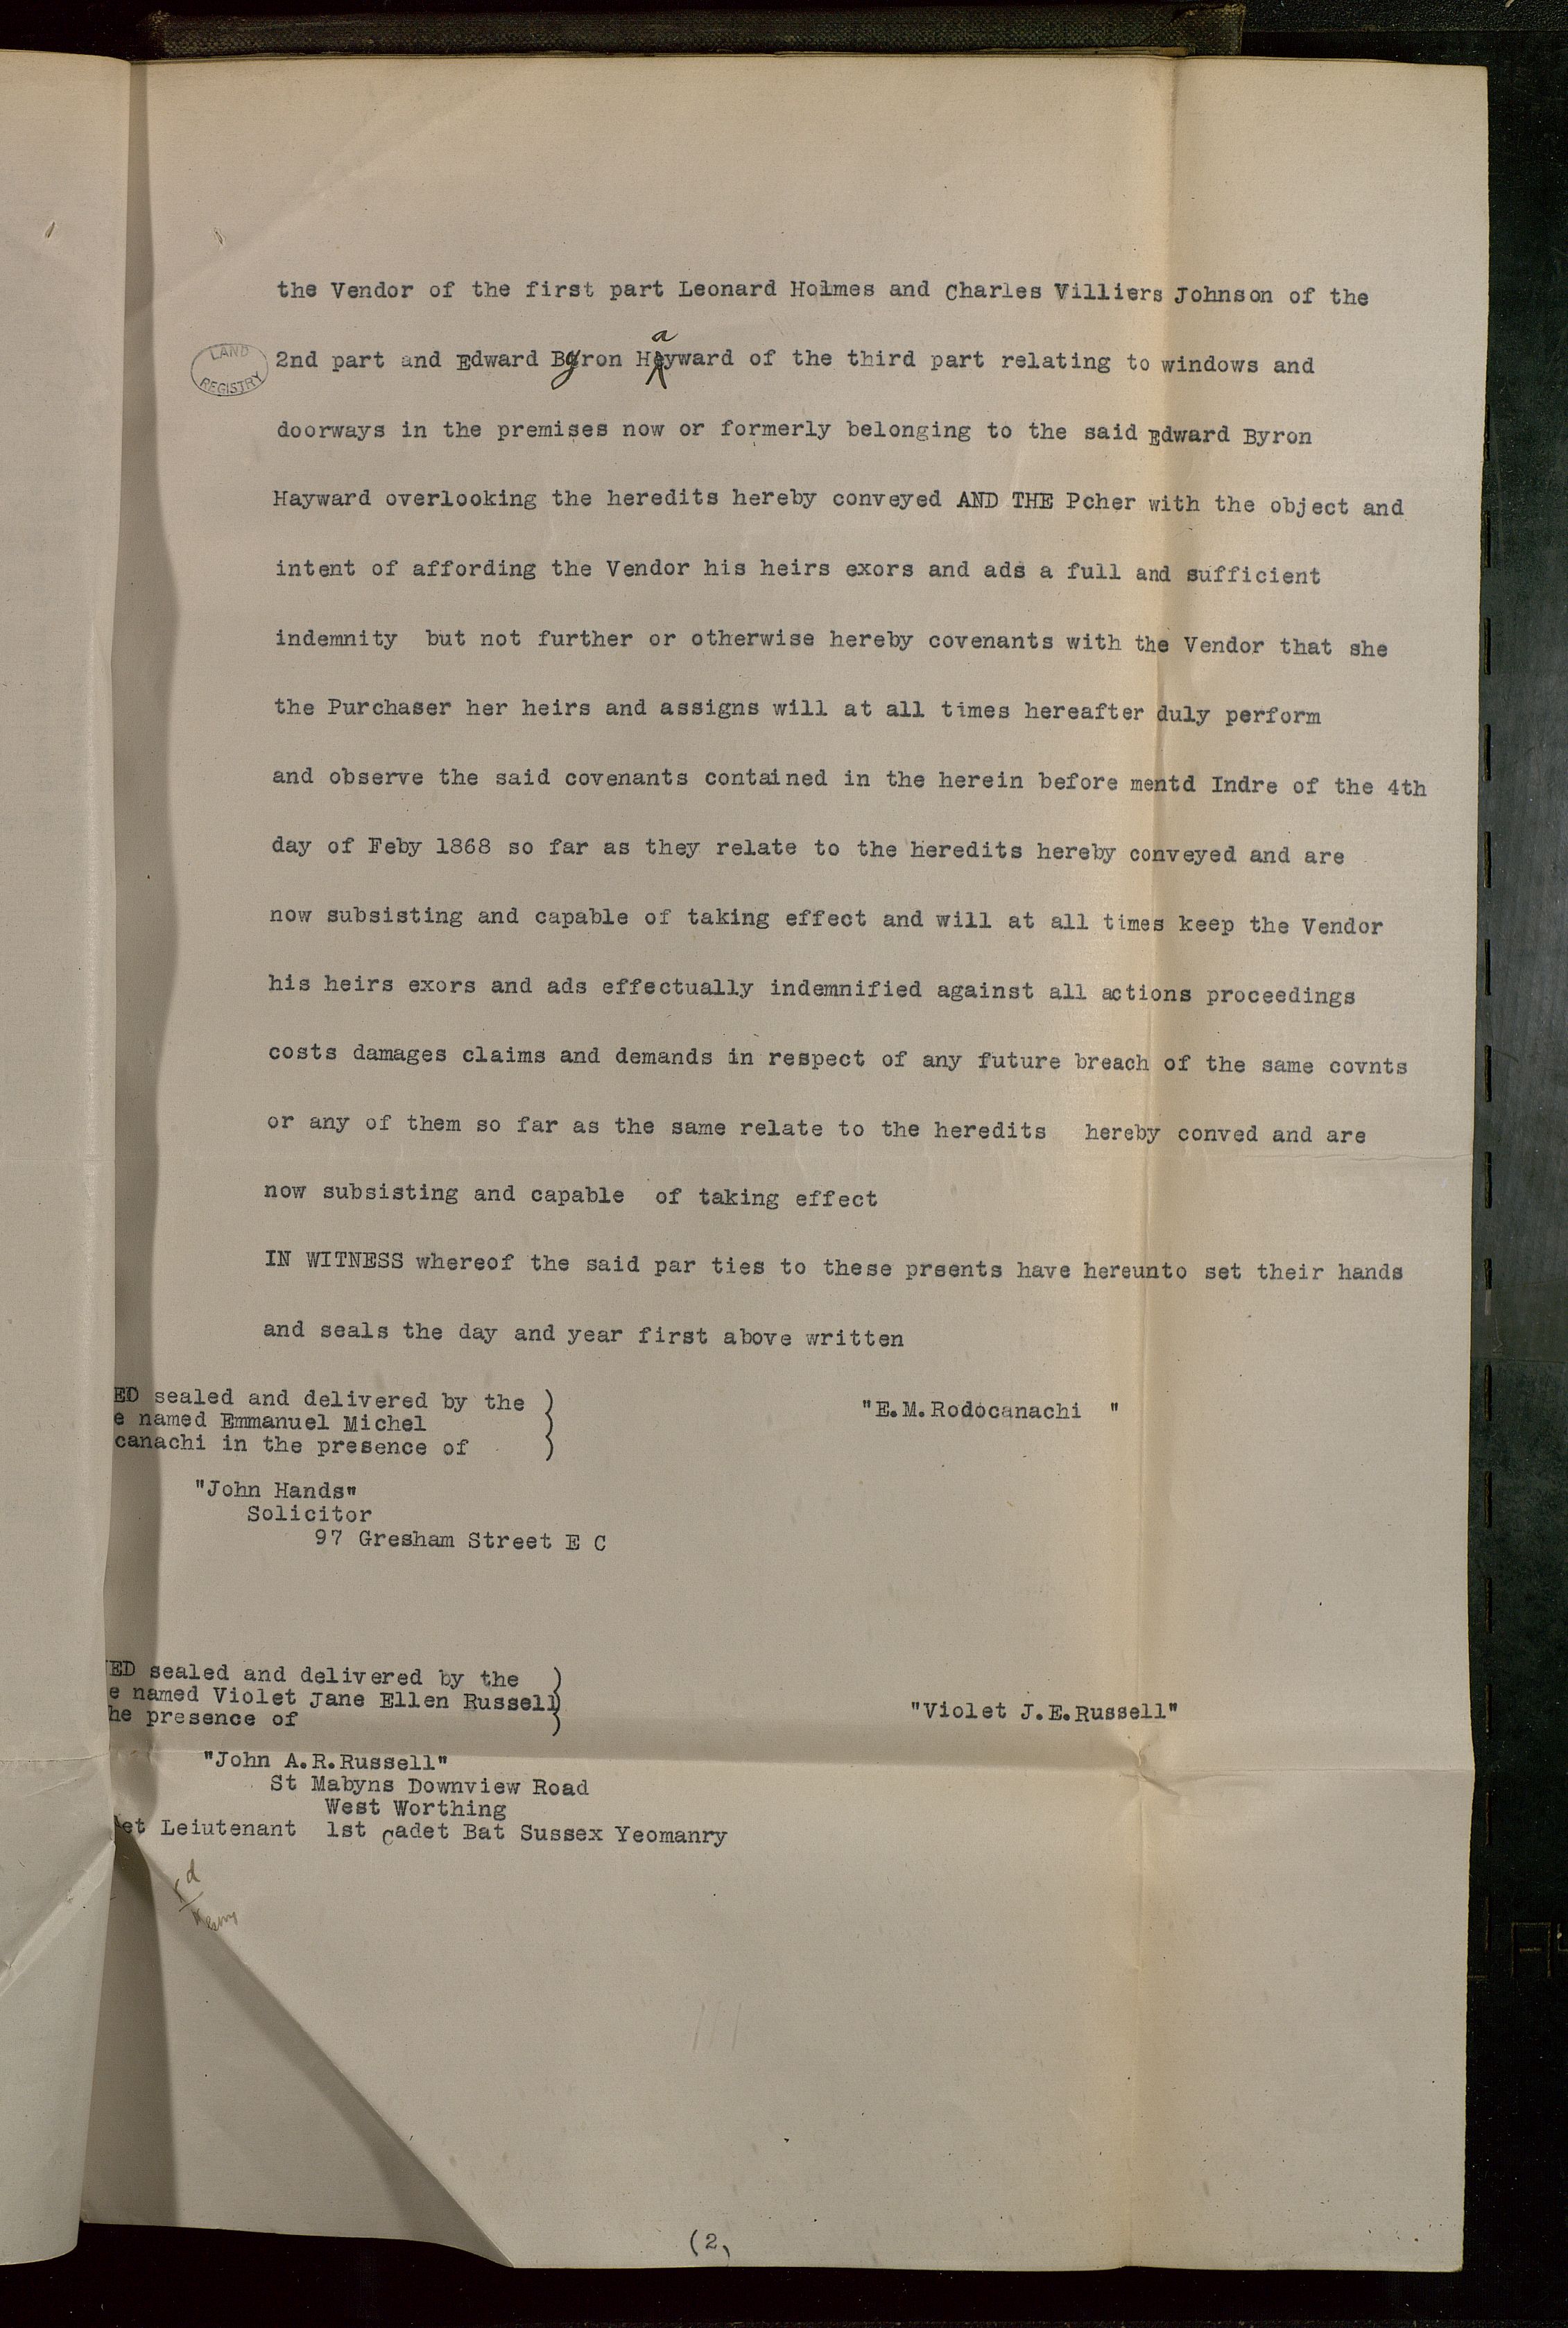 the Vendor of the first part Leonard Holmes and Charles Villiers Johnson of the
LAND REGISTRY
2nd part and Edward Byron Hayward of the third part relating to windows and
doorways in the premises now or formerly belonging to the said Edward Byron
Hayward overlooking the heredits hereby conveyed AND THE Pcher with the object and
intent of affording the Vendor his heirs exors and ads a full and sufficient
indemnity but not further or otherwise hereby covenants with the Vendor that she
the Purchaser her heirs and assigns will at all times hereafter duly perform
and observe the said covenants contained in the herein before mentd Indre of the 4th
day of Feby 1868 so far as they relate to the heredits hereby conveyed and are
now subsisting and capable of taking effect and will at all times keep the Vendor
his heirs exors and ads effectually indemnified against all actions proceedings
costs damages claims and demands in respect of any future breach of the same covnts
or any of them so far as the same relate to the heredits hereby conved and are
now subsisting and capable of taking effect
IN WITNESS whereof the said par ties to these preents have hereunto set their hands
and seals the day and year first above written
ED sealed and delivered by the )
e named Emmanuel Michel )
canachi in the presence of )
"E.M.Rodocanachi "
"John Hands"
Solicitor
97 Gresham Street E C
ED sealed and delivered by the )
e named Violet Jane Ellen Russell)
he presence of )
"Violet J.E.Russell"
"John A.R.Russell"
St Mabyns Downview Road
West Worthing
et Leiutenant 1st Cadet Bat Sussex Yeomanry
(2,